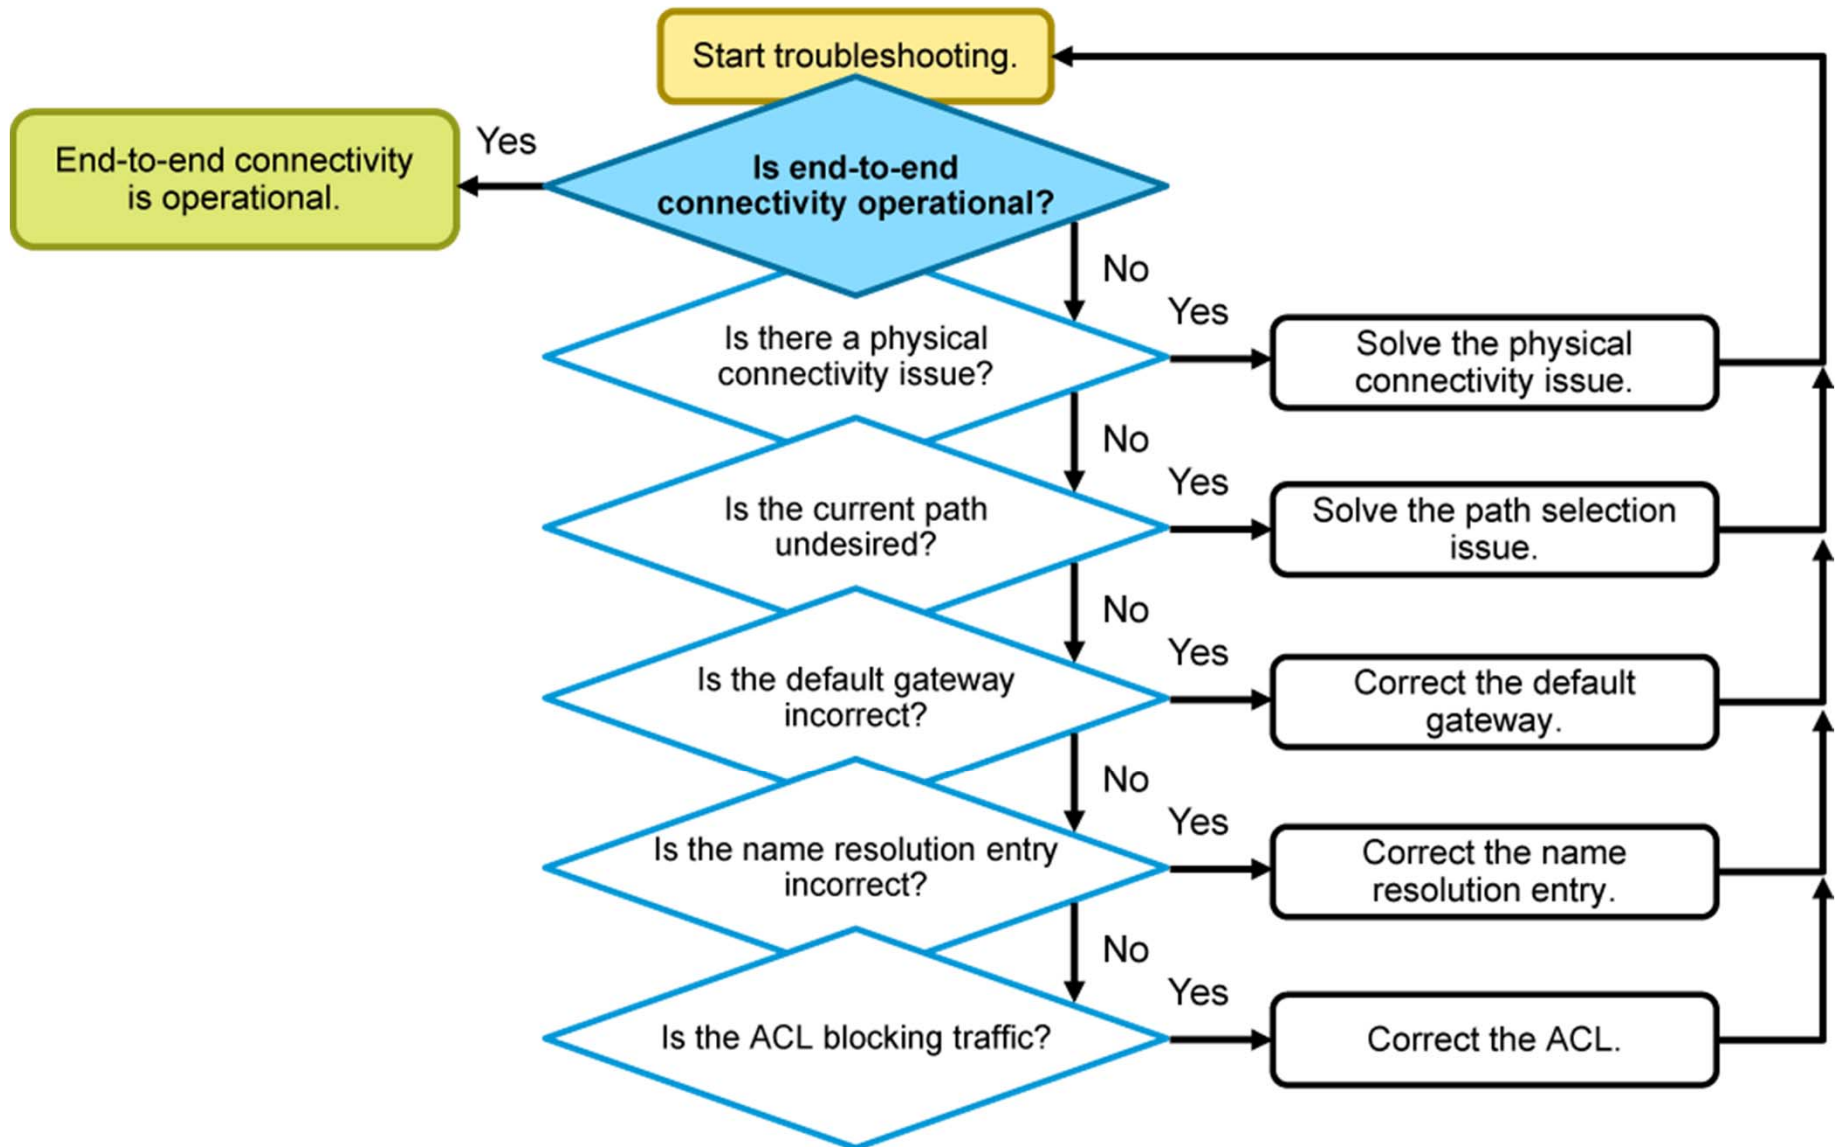 Start troubleshooting.
End-to-end connectivity
is operational.
Yes
Is end-to-end
connectivity operational?
No
Is there a physical
connectivity issue?
Yes
Solve the physical
connectivity issue.
No
Is the current path
undesired?
Yes
Solve the path selection
issue.
No
Is the default gateway
incorrect?
Yes
Correct the default
gateway.
No
Is the name resolution entry
incorrect?
Yes
Correct the name
resolution entry.
No
Is the ACL blocking traffic?
Yes
Correct the ACL.